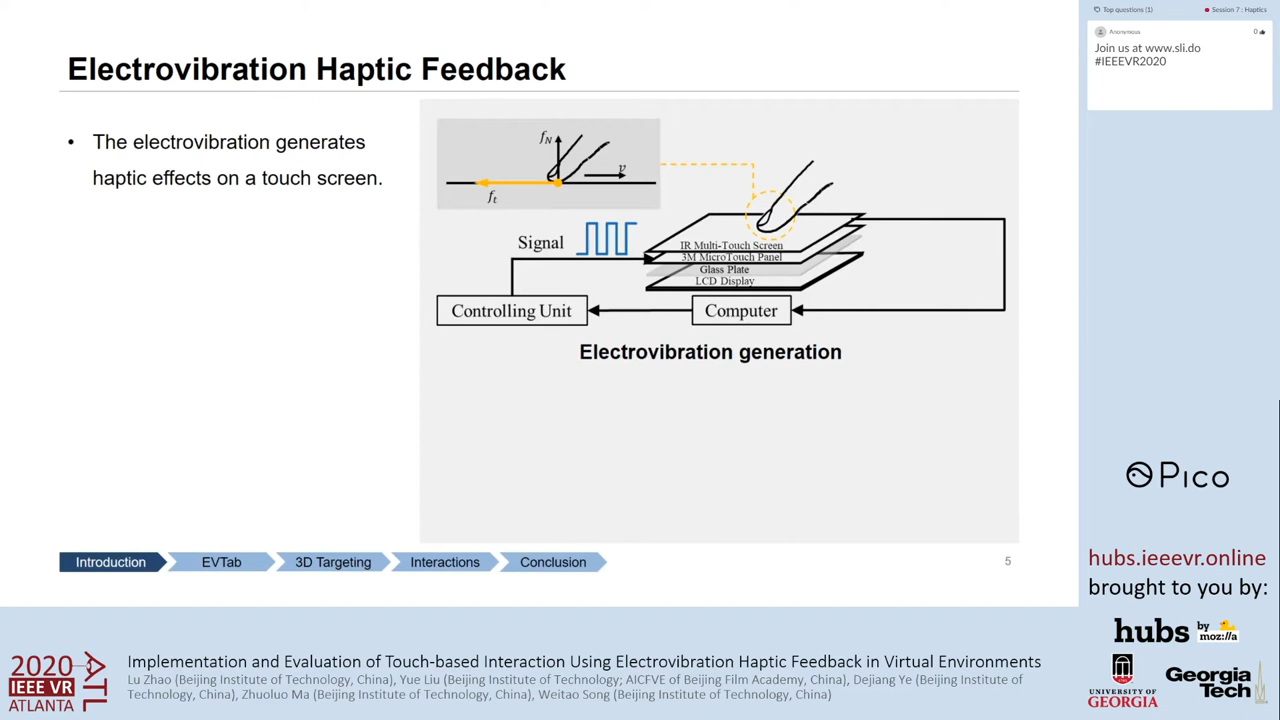 Electrovibration Haptic Feedback
• The electrovibration generates
haptic effects on a touch screen.
fN
v
ft
Signal
IR Multi-Touch Screen
3M MicroTouch Panel
Glass Plate
LCD Display
Controlling Unit
Computer
Electrovibration generation
Introduction
EVTab
3D Targeting
Interactions
Conclusion
5
Top questions (1)
Session 7 : Haptics
Anonymous
0
Join us at www.sli.do
#IEEEVR2020
Pico
hubs.ieeevr.online
brought to you by:
hubs by moz://a
UNIVERSITY OF
GEORGIA
Georgia
Tech
2020
IEEE VR
ATLANTA
ATL
Implementation and Evaluation of Touch-based Interaction Using Electrovibration Haptic Feedback in Virtual Environments
Lu Zhao (Beijing Institute of Technology, China), Yue Liu (Beijing Institute of Technology; AICFVE of Beijing Film Academy, China), Dejiang Ye (Beijing Institute of
Technology, China), Zhuoluo Ma (Beijing Institute of Technology, China), Weitao Song (Beijing Institute of Technology, China)